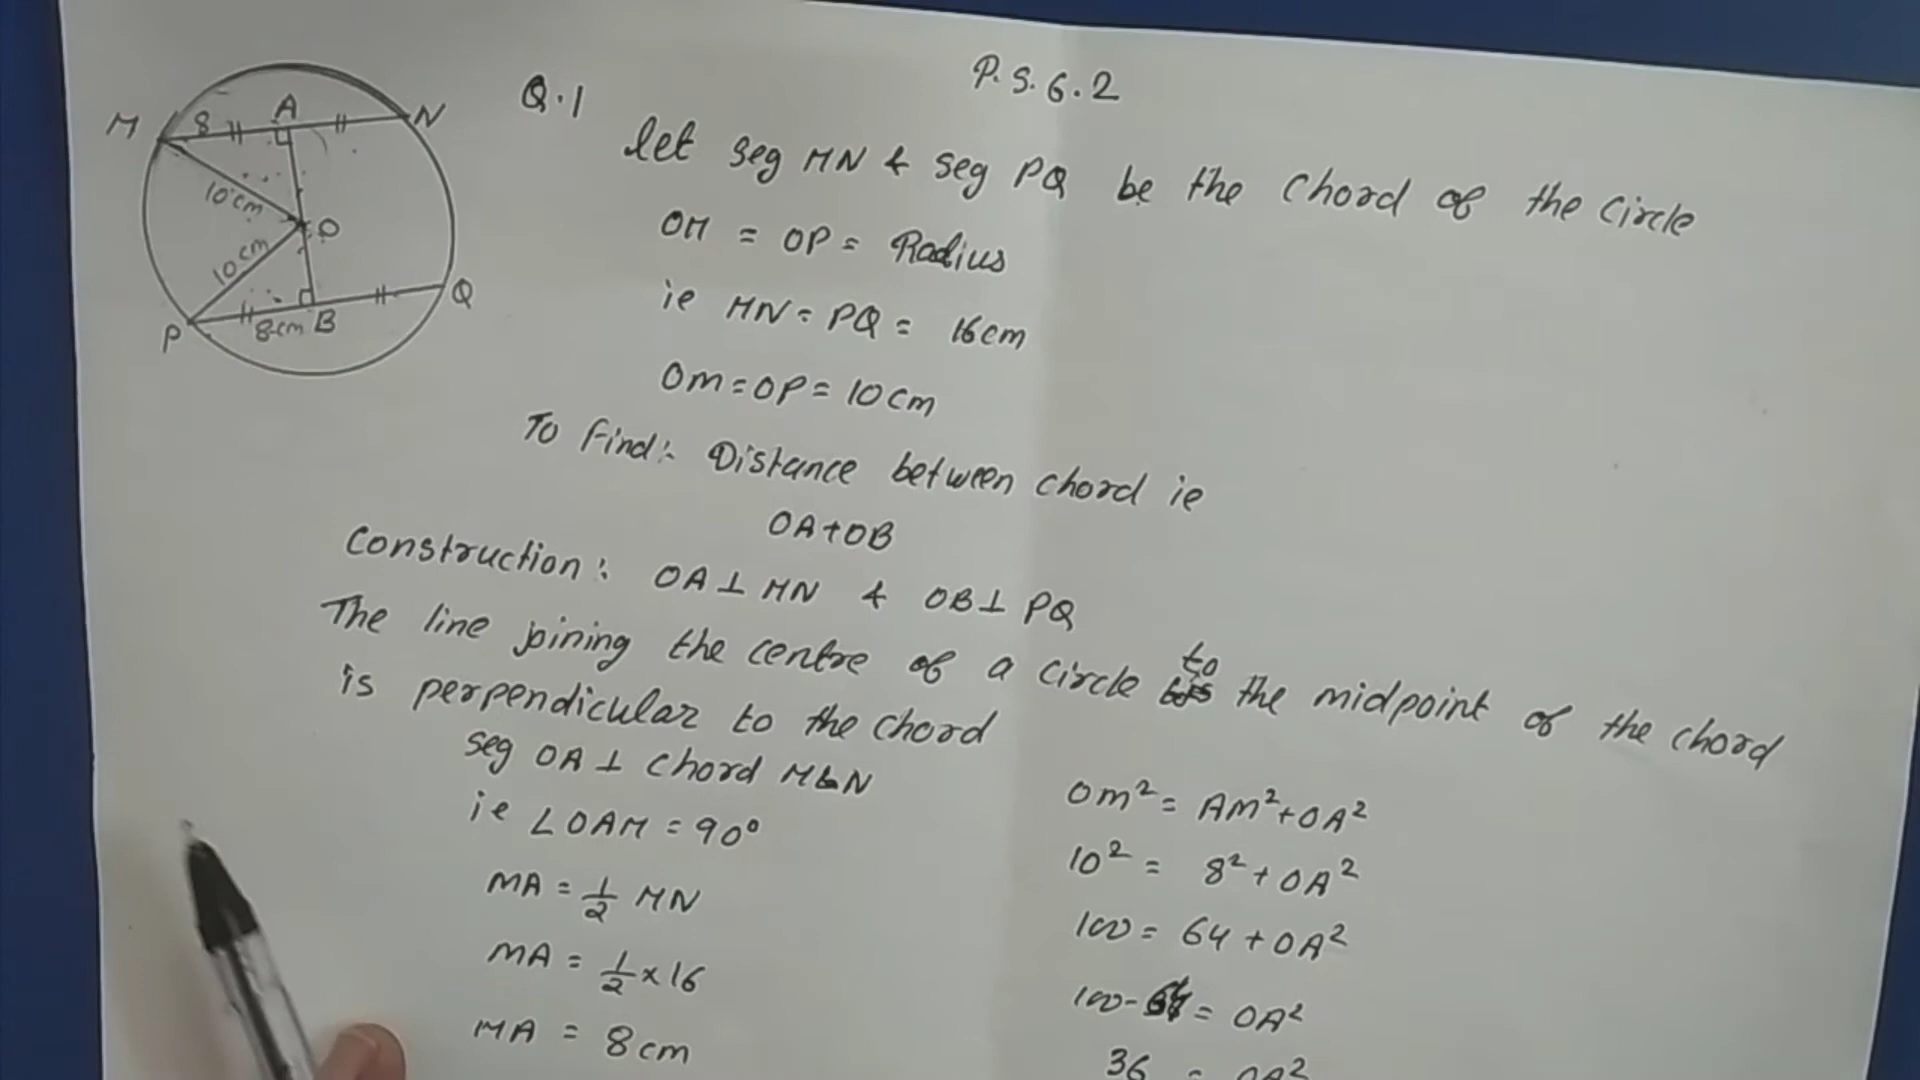 P.S.6.2
Q.1
let seg MN & seg PQ be the chord of the circle
OM = OP = Radius
ie MN = PQ = 16cm
OM = OP = 10cm
To find:- Distance between chord ie
OA+OB
Construction: OA⊥MN & OB⊥PQ
The line joining the centre of a circle to the midpoint of the chord
is perpendicular to the chord
seg OA ⊥ chord MN
ie ∠OAM = 90°
MA = 1/2 MN
MA = 1/2 × 16
MA = 8cm
OM² = AM² + OA²
10² = 8² + OA²
100 = 64 + OA²
100 - 64 = OA²
36 = OA²
M
8
A
N
10cm
O
10cm
P
8cm
B
Q